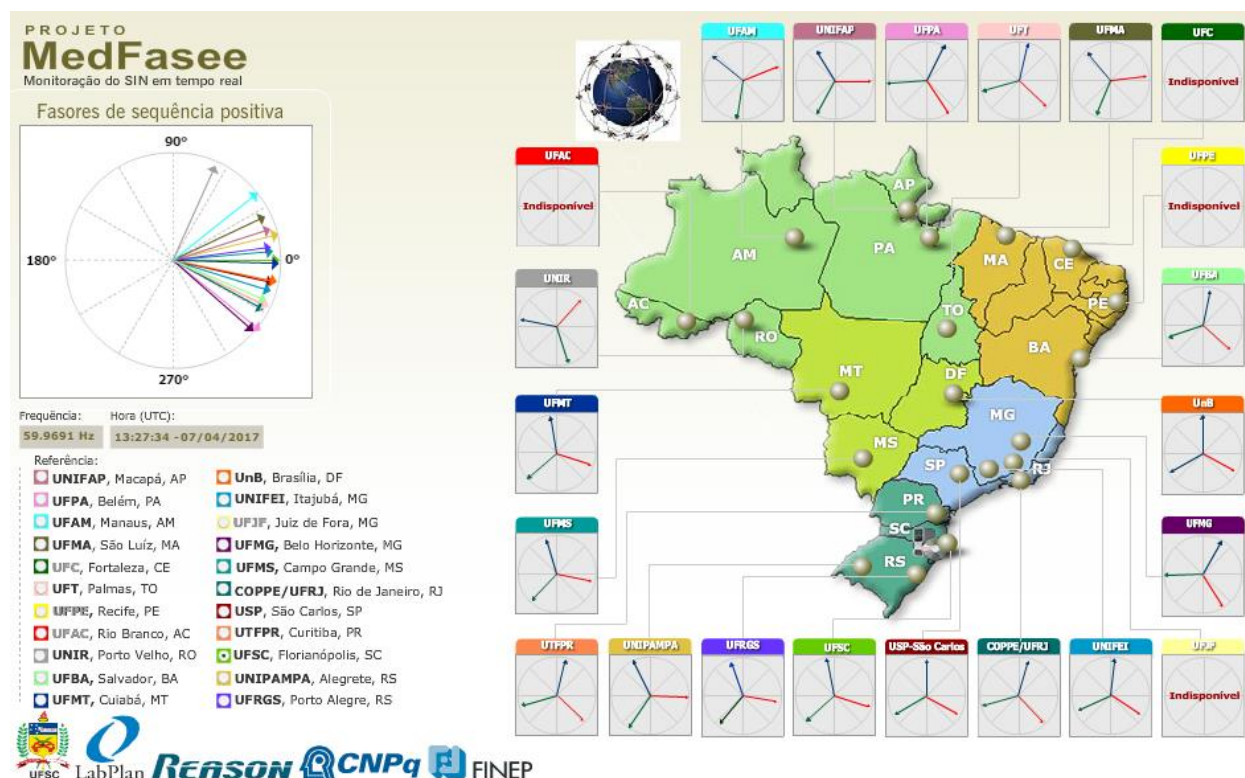 PROJETO
MedFasee
Monitoração do SIN em tempo real
Fasores de sequência positiva
90º
180º
0º
270º
Frequência:
Hora (UTC):
59.9691 Hz
13:27:34 -07/04/2017
Referência:
UNIFAP, Macapá, AP
UFPA, Belém, PA
UFAM, Manaus, AM
UFMA, São Luíz, MA
UFC, Fortaleza, CE
UFT, Palmas, TO
UFPE, Recife, PE
UFAC, Rio Branco, AC
UNIR, Porto Velho, RO
UFBA, Salvador, BA
UFMT, Cuiabá, MT
UnB, Brasília, DF
UNIFEI, Itajubá, MG
UFJF, Juiz de Fora, MG
UFMG, Belo Horizonte, MG
UFMS, Campo Grande, MS
COPPE/UFRJ, Rio de Janeiro, RJ
USP, São Carlos, SP
UTFPR, Curitiba, PR
UFSC, Florianópolis, SC
UNIPAMPA, Alegrete, RS
UFRGS, Porto Alegre, RS
UFSC
LabPlan
REASON
CNPq
FINEP
UFAM
UNIFAP
UFPA
UFT
UFMA
UFC
Indisponível
UFAC
Indisponível
UFPE
Indisponível
UNIR
UFBA
UFMT
UnB
UFMS
UFMG
AP
AM
PA
MA
CE
AC
RO
TO
PE
BA
MT
DF
MG
MS
SP
RJ
PR
SC
RS
UTFPR
UNIPAMPA
UFRGS
UFSC
USP-São Carlos
COPPE/UFRJ
UNIFEI
UFJF
Indisponível